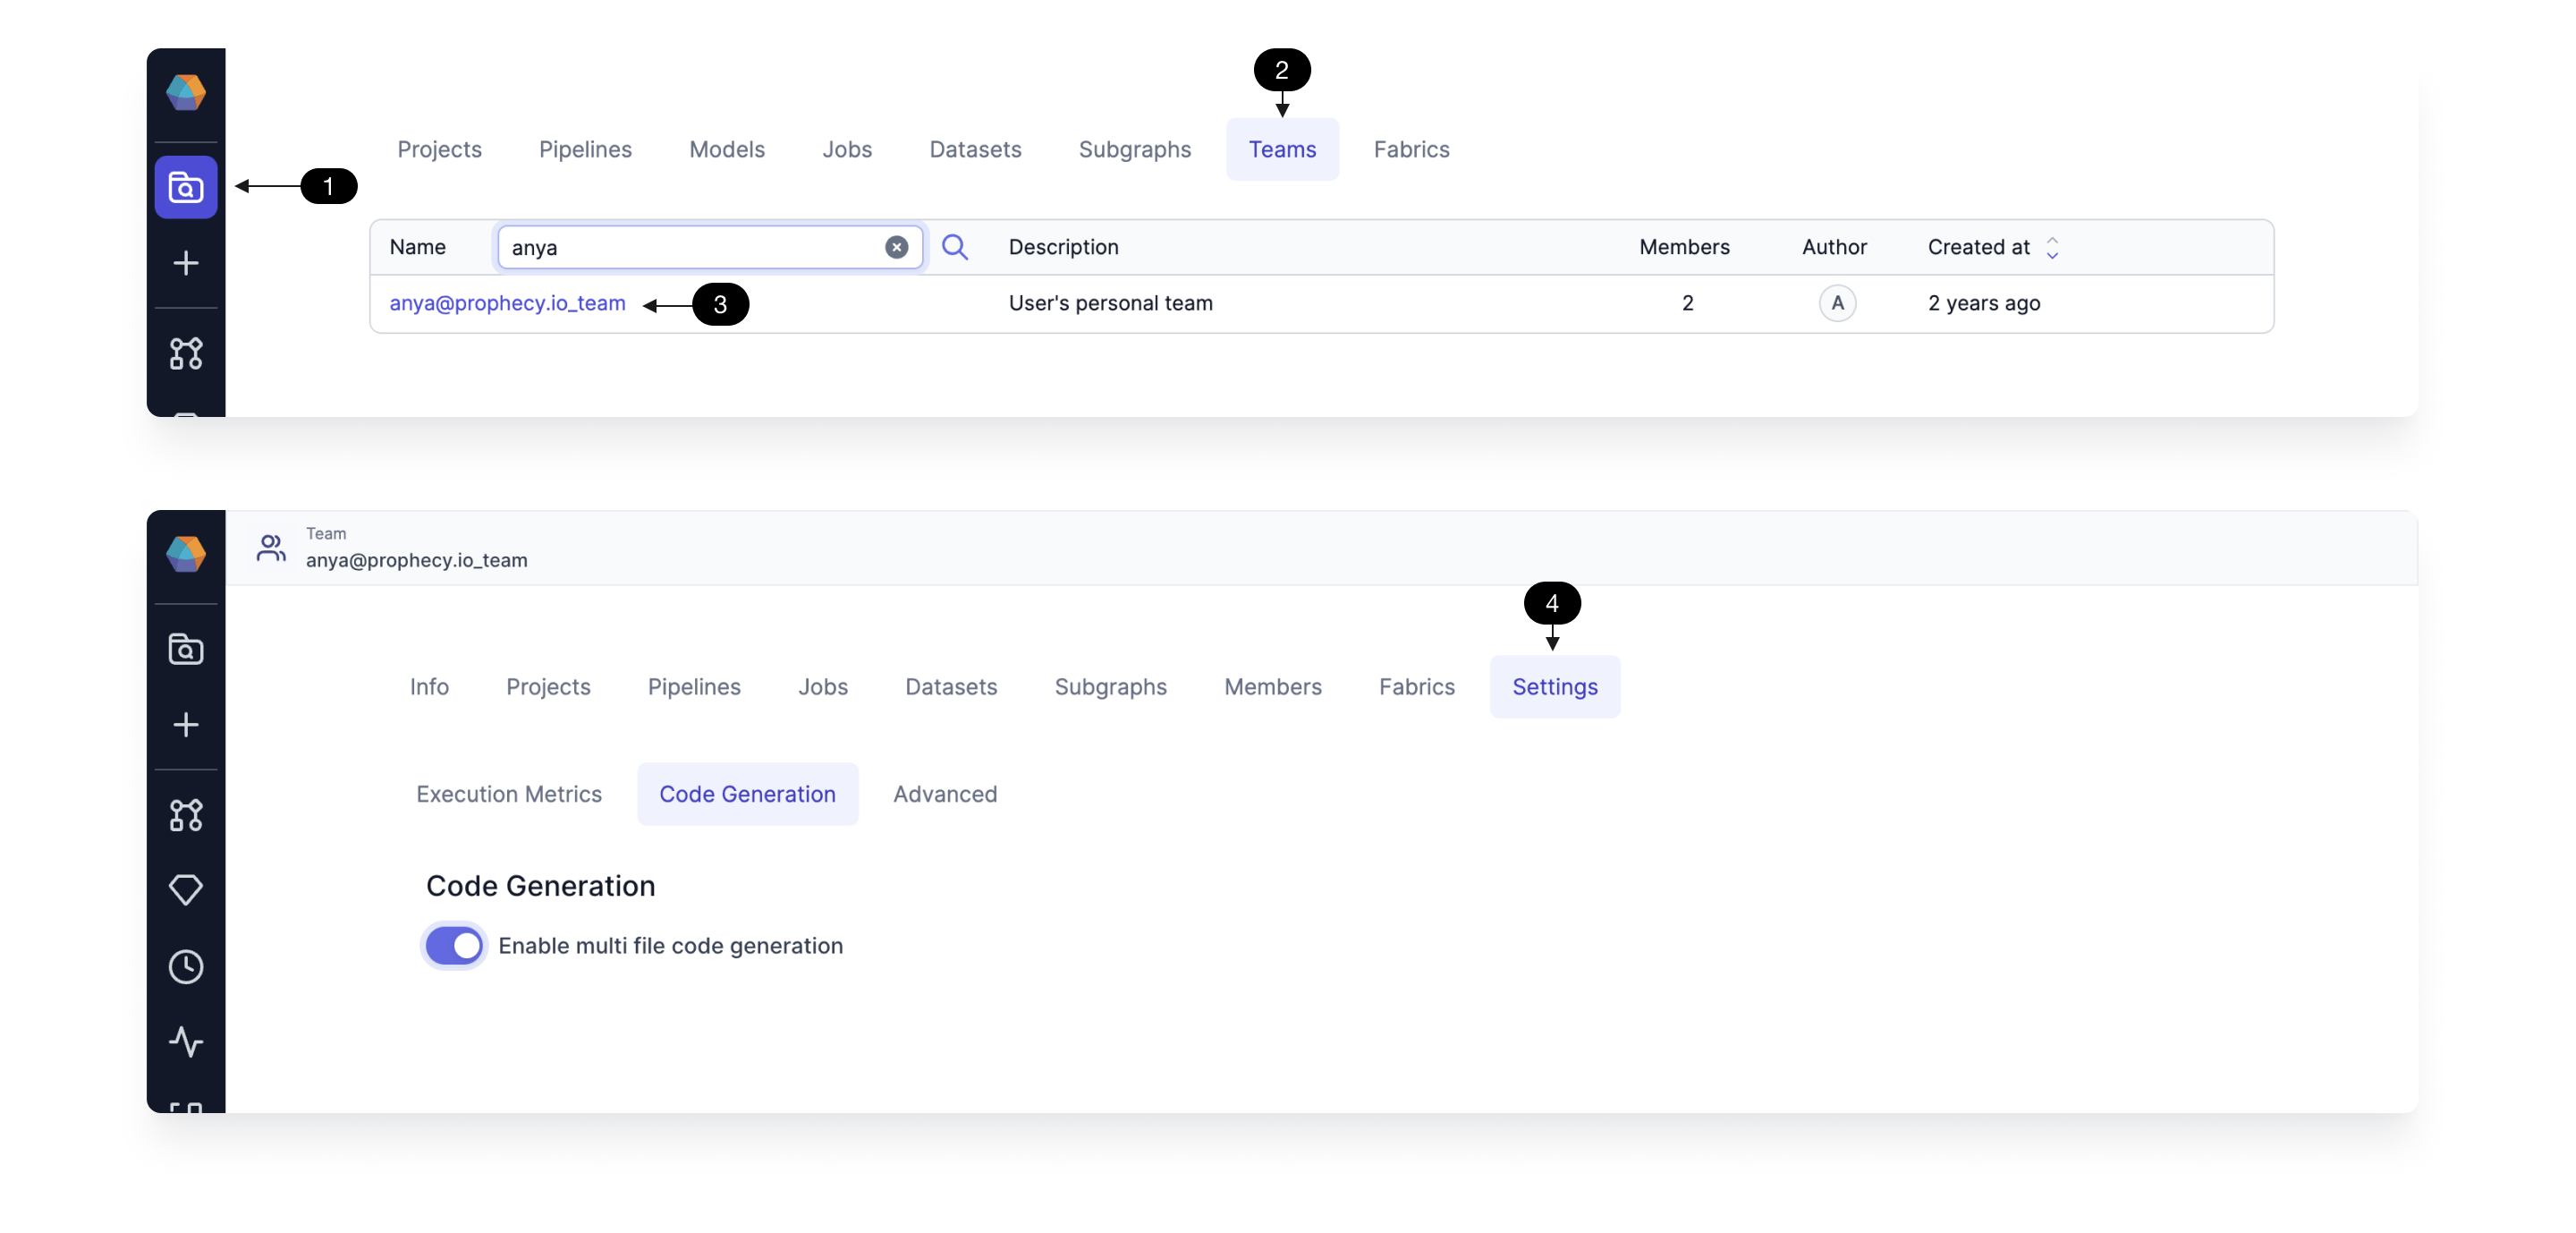 2
Projects Pipelines Models Jobs Datasets Subgraphs Teams Fabrics
1
Name anya Description Members Author Created at
anya@prophecy.io_team 3 User's personal team 2 A 2 years ago
Team
anya@prophecy.io_team
4
Info Projects Pipelines Jobs Datasets Subgraphs Members Fabrics Settings
Execution Metrics Code Generation Advanced
Code Generation
Enable multi file code generation